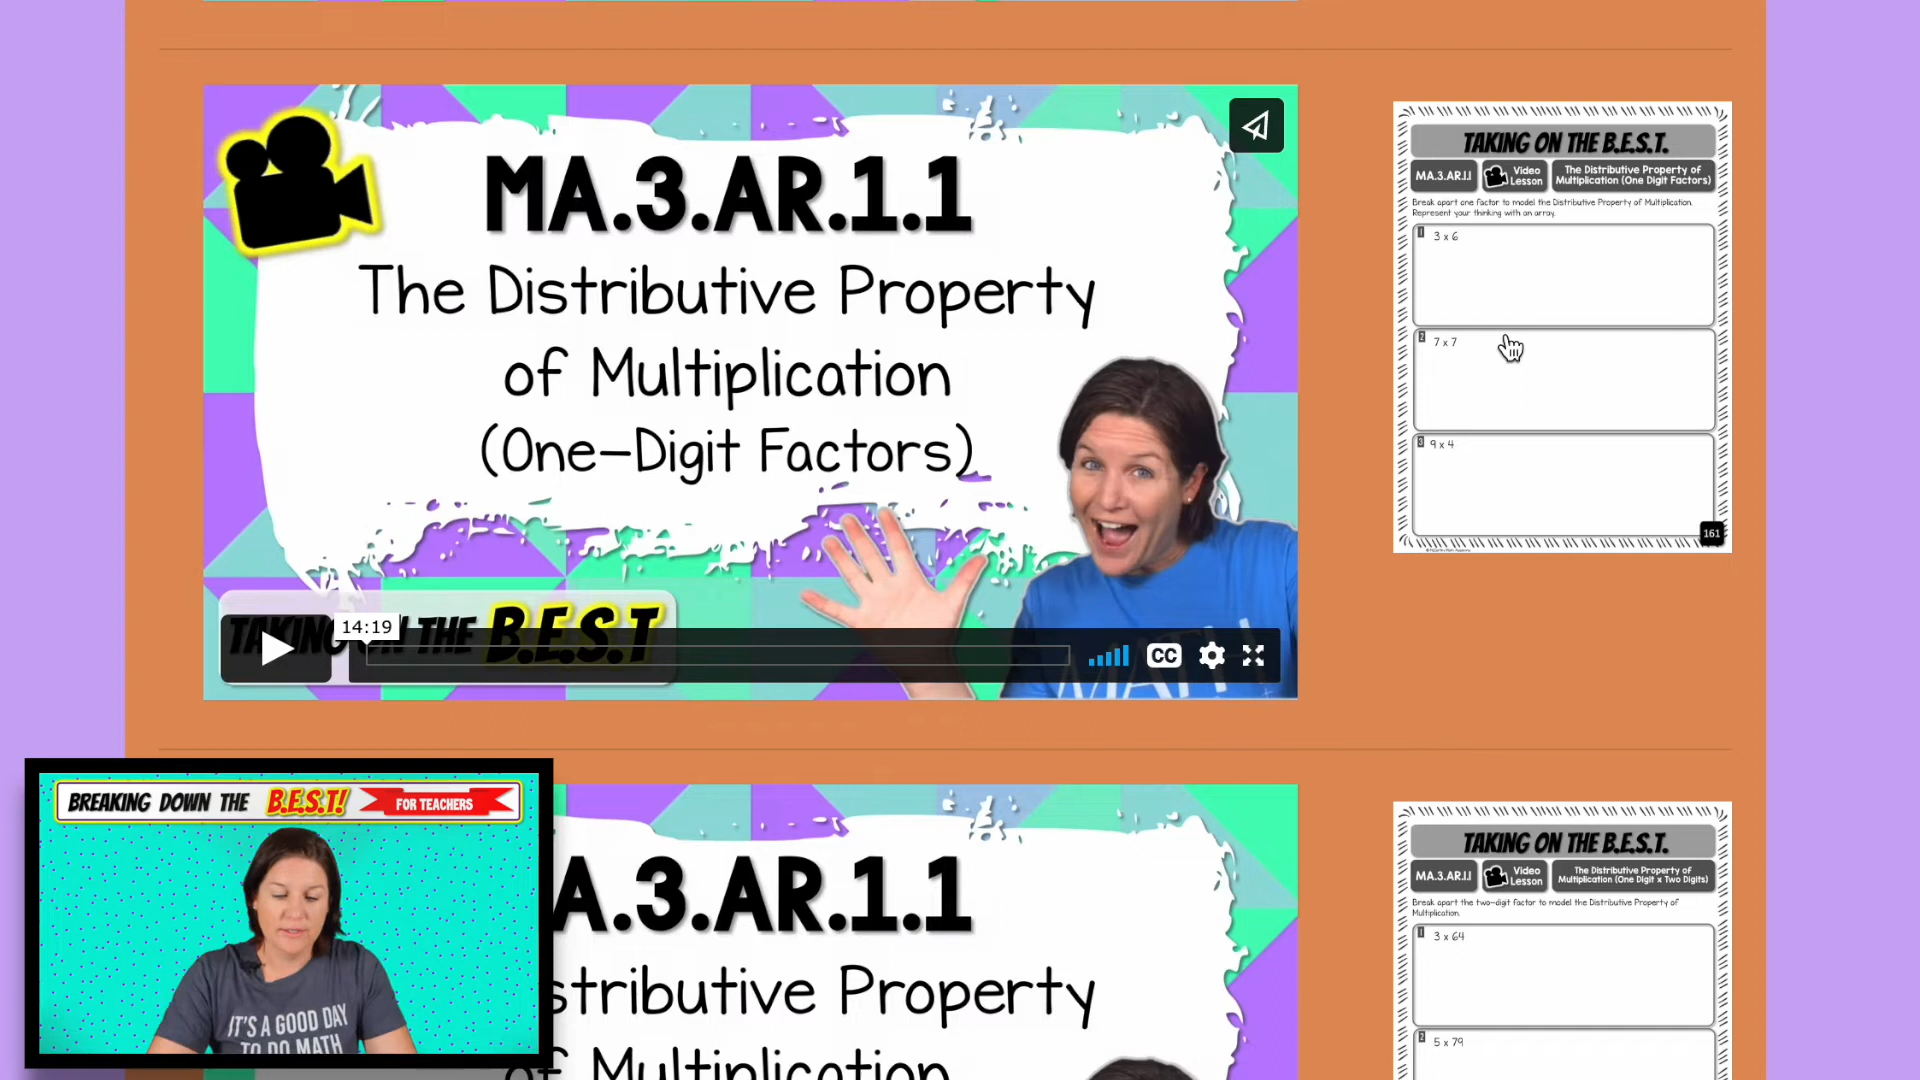 MA.3.AR.1.1
The Distributive Property
of Multiplication
(One-Digit Factors)
TAKING ON THE B.E.S.T
14:19
CC
MATH
TAKING ON THE B.E.S.T.
MA.3.AR.1.1
Video Lesson
The Distributive Property of
Multiplication (One Digit Factors)
Break apart one factor to model the Distributive Property of Multiplication.
Represent your thinking with an array.
1 3 x 6
2 7 x 7
3 9 x 4
161
BREAKING DOWN THE B.E.S.T! FOR TEACHERS
IT'S A GOOD DAY
TO DO MATH
A.3.AR.1.1
stributive Property
of Multiplication
TAKING ON THE B.E.S.T.
MA.3.AR.1.1
Video Lesson
The Distributive Property of
Multiplication (One Digit x Two Digits)
Break apart the two-digit factor to model the Distributive Property of
Multiplication.
1 3 x 64
2 5 x 79